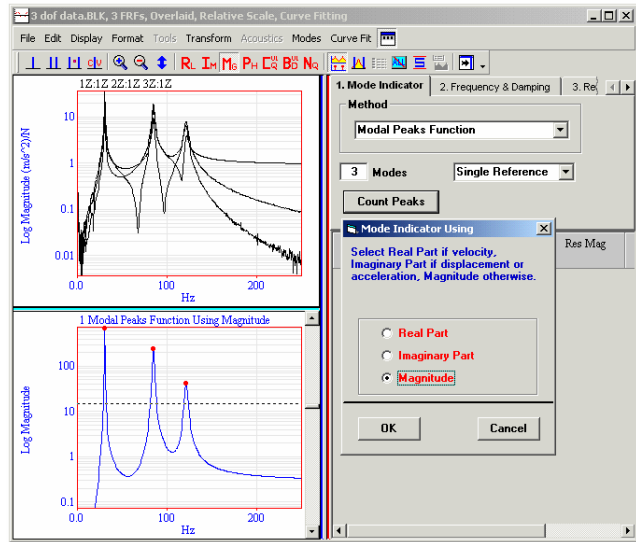 3 dof data.BLK, 3 FRFs, Overlaid, Relative Scale, Curve Fitting
File Edit Display Format Tools Transform Acoustics Modes Curve Fit
RL IM MG PH NQ
1Z:1Z 2Z:1Z 3Z:1Z
Log Magnitude (m/s^2)/N
10
1
0.1
0.01
0.0
200
Hz
1 Modal Peaks Function Using Magnitude
Log Magnitude
100
10
1
0.1
0.0
200
Hz
1. Mode Indicator
2. Frequency & Damping
3. Re
Method
Modal Peaks Function
3 Modes
Single Reference
Count Peaks
Res Mag
Mode Indicator Using
Select Real Part if velocity,
Imaginary Part if displacement or
acceleration, Magnitude otherwise.
Real Part
Imaginary Part
Magnitude
OK
Cancel